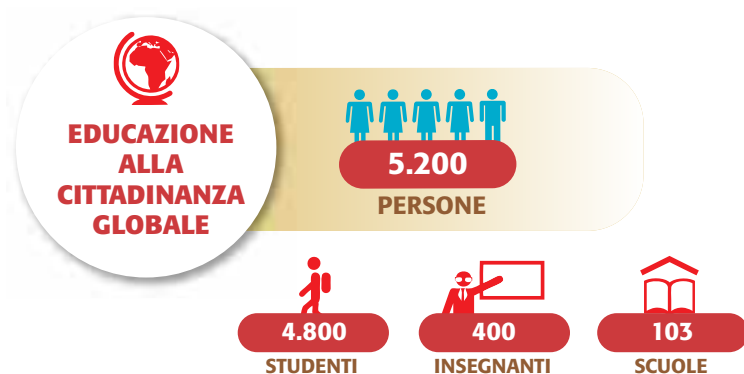 EDUCAZIONE
ALLA
CITTADINANZA
GLOBALE
5.200
PERSONE
4.800
STUDENTI
400
INSEGNANTI
103
SCUOLE